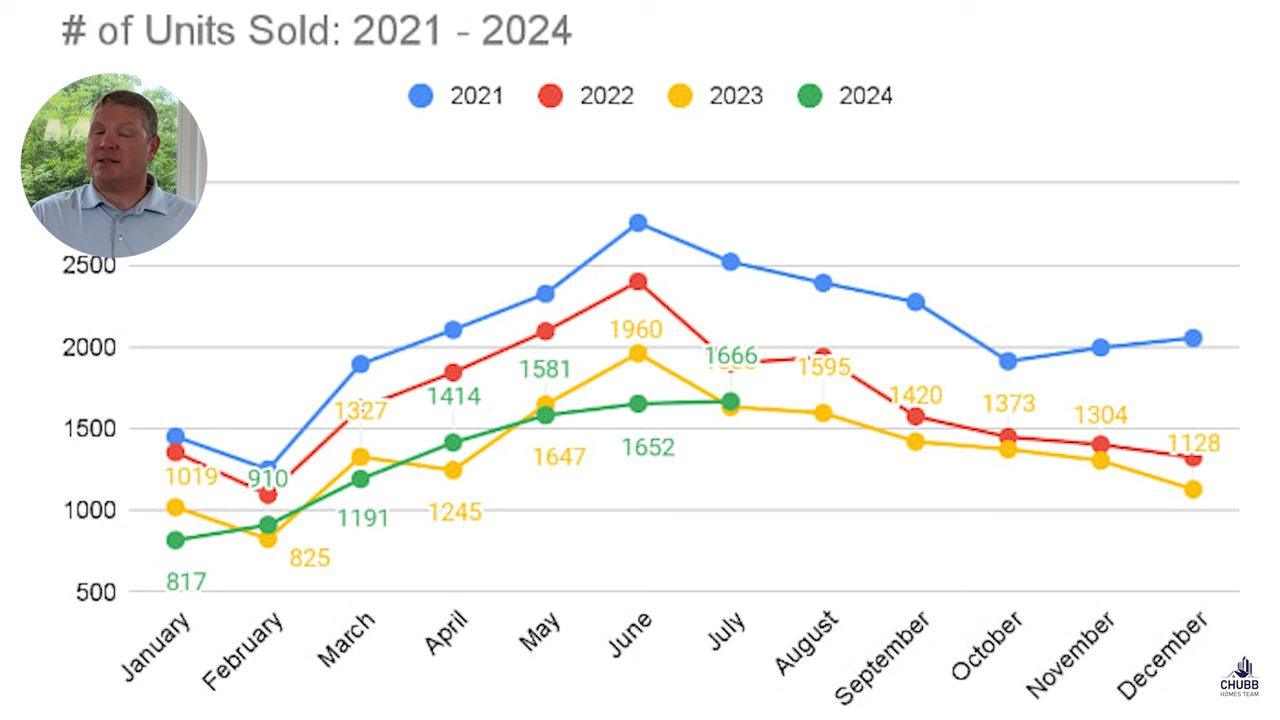 # of Units Sold: 2021 - 2024
2021 2022 2023 2024
2500
2000
1500
1000
500
1960
1666
1581
1595
1414
1327
1420
1373
1304
1128
1019
910
1647
1652
1191
1245
825
817
January
February
March
April
May
June
July
August
September
October
November
December
CHUBB
HOMES TEAM